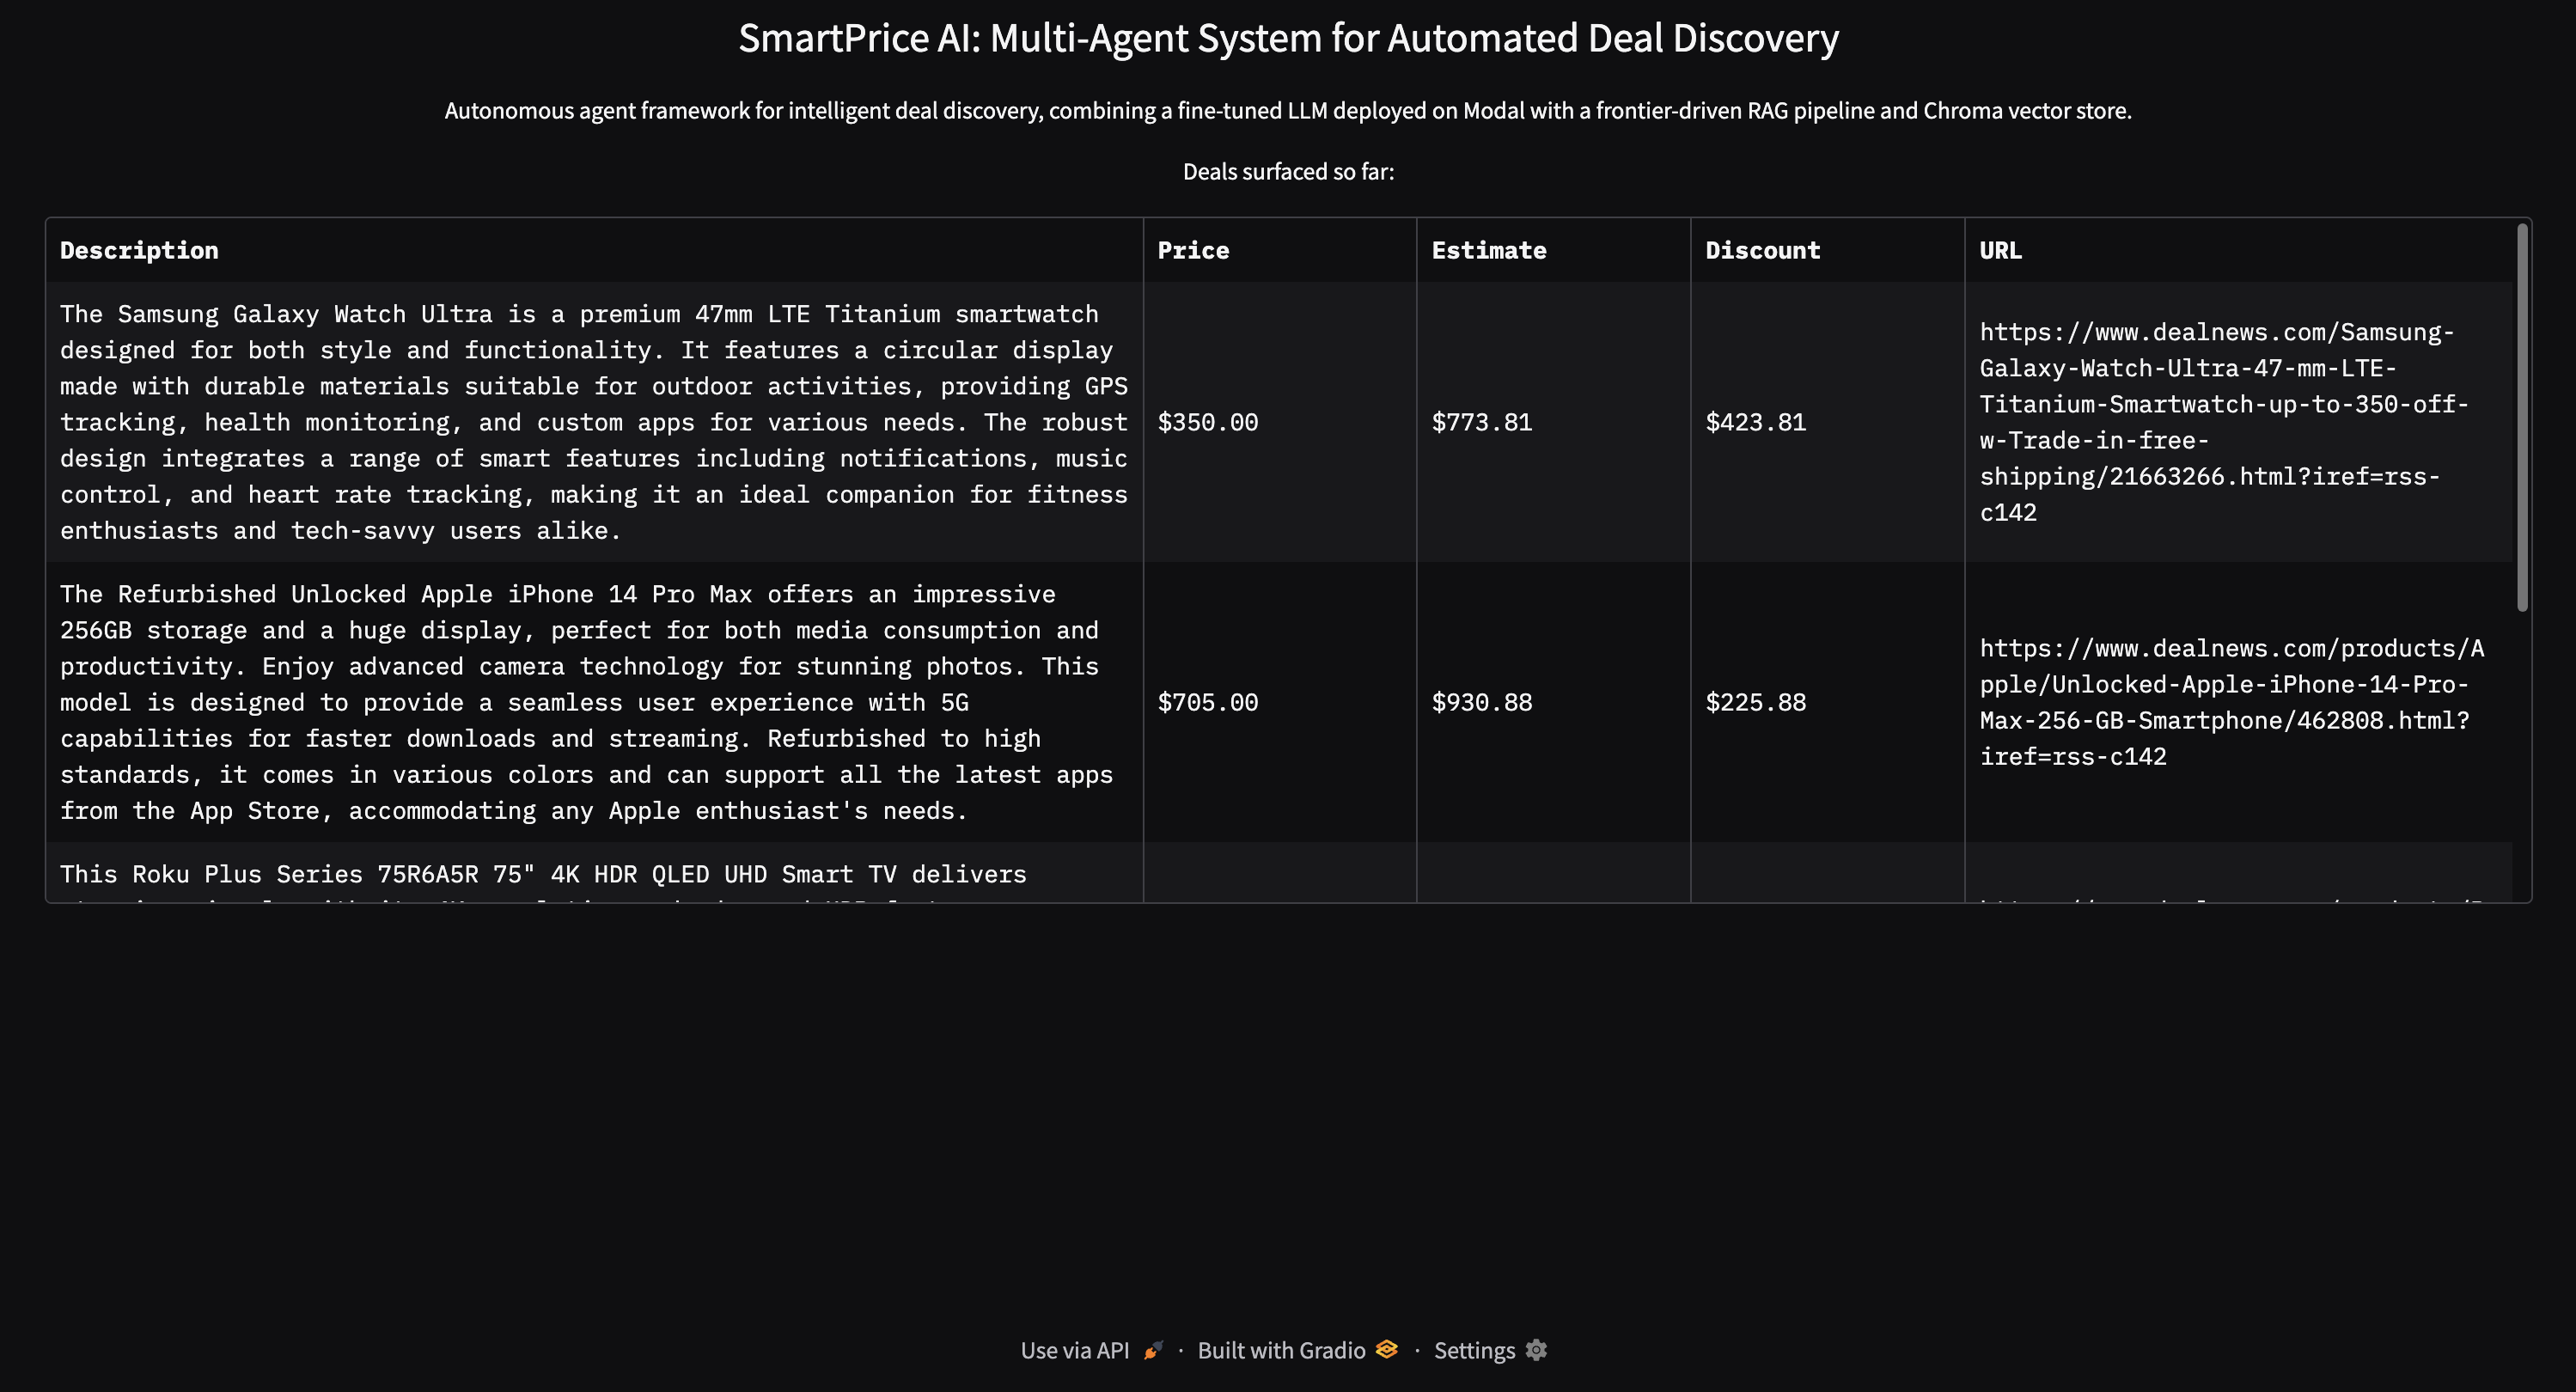 SmartPrice AI: Multi-Agent System for Automated Deal Discovery
Autonomous agent framework for intelligent deal discovery, combining a fine-tuned LLM deployed on Modal with a frontier-driven RAG pipeline and Chroma vector store.
Deals surfaced so far:
Description Price Estimate Discount URL
The Samsung Galaxy Watch Ultra is a premium 47mm LTE Titanium smartwatch
designed for both style and functionality. It features a circular display
made with durable materials suitable for outdoor activities, providing GPS
tracking, health monitoring, and custom apps for various needs. The robust
design integrates a range of smart features including notifications, music
control, and heart rate tracking, making it an ideal companion for fitness
enthusiasts and tech-savvy users alike.
$350.00
$773.81
$423.81
https://www.dealnews.com/Samsung-
Galaxy-Watch-Ultra-47-mm-LTE-
Titanium-Smartwatch-up-to-350-off-
w-Trade-in-free-
shipping/21663266.html?iref=rss-
c142
The Refurbished Unlocked Apple iPhone 14 Pro Max offers an impressive
256GB storage and a huge display, perfect for both media consumption and
productivity. Enjoy advanced camera technology for stunning photos. This
model is designed to provide a seamless user experience with 5G
capabilities for faster downloads and streaming. Refurbished to high
standards, it comes in various colors and can support all the latest apps
from the App Store, accommodating any Apple enthusiast's needs.
$705.00
$930.88
$225.88
https://www.dealnews.com/products/A
pple/Unlocked-Apple-iPhone-14-Pro-
Max-256-GB-Smartphone/462808.html?
iref=rss-c142
This Roku Plus Series 75R6A5R 75" 4K HDR QLED UHD Smart TV delivers
Use via API · Built with Gradio · Settings